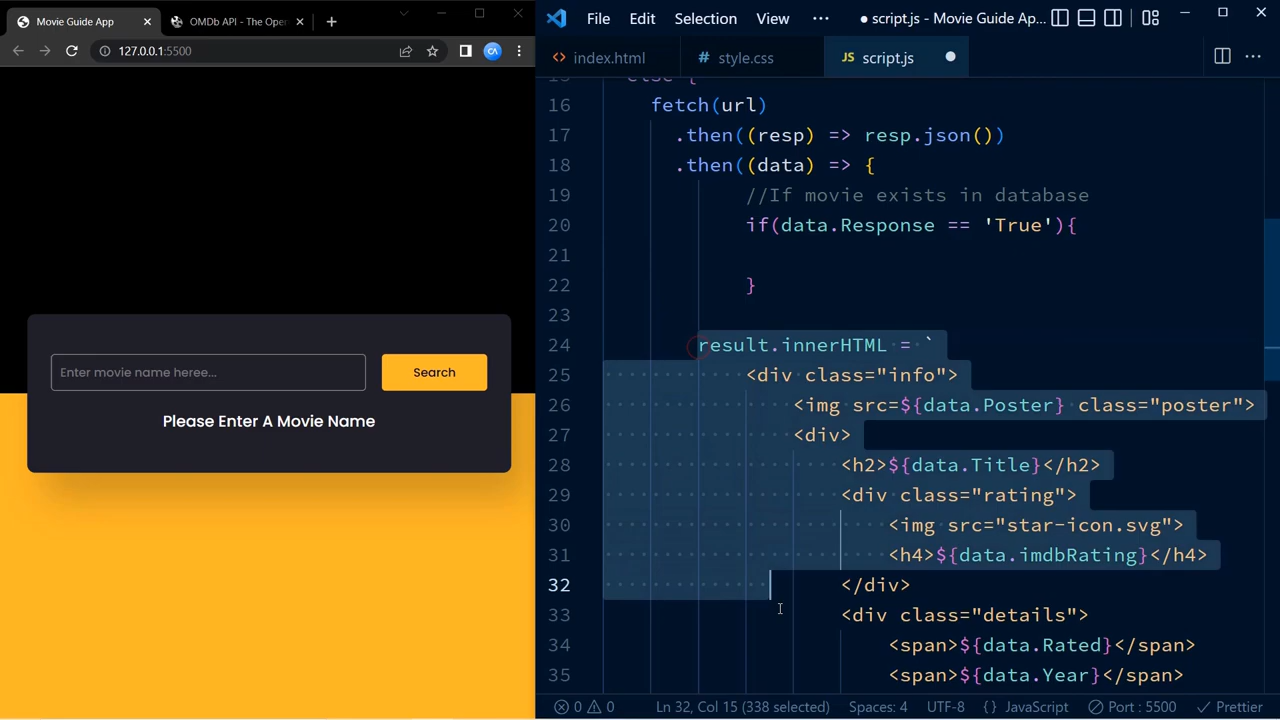 Movie Guide App
OMDb API - The Open
127.0.0.1:5500
Enter movie name heree...
Search
Please Enter A Movie Name
File Edit Selection View ··· ● script.js - Movie Guide Ap...
index.html # style.css JS script.js
16 fetch(url)
17 .then((resp) => resp.json())
18 .then((data) => {
19 //If movie exists in database
20 if(data.Response == 'True'){
21
22 }
23
24 result.innerHTML = `
25 <div class="info">
26 <img src=${data.Poster} class="poster">
27 <div>
28 <h2>${data.Title}</h2>
29 <div class="rating">
30 <img src="star-icon.svg">
31 <h4>${data.imdbRating}</h4>
32 </div>
33 <div class="details">
34 <span>${data.Rated}</span>
35 <span>${data.Year}</span>
0 0 Ln 32, Col 15 (338 selected) Spaces: 4 UTF-8 {} JavaScript Port : 5500 Prettier